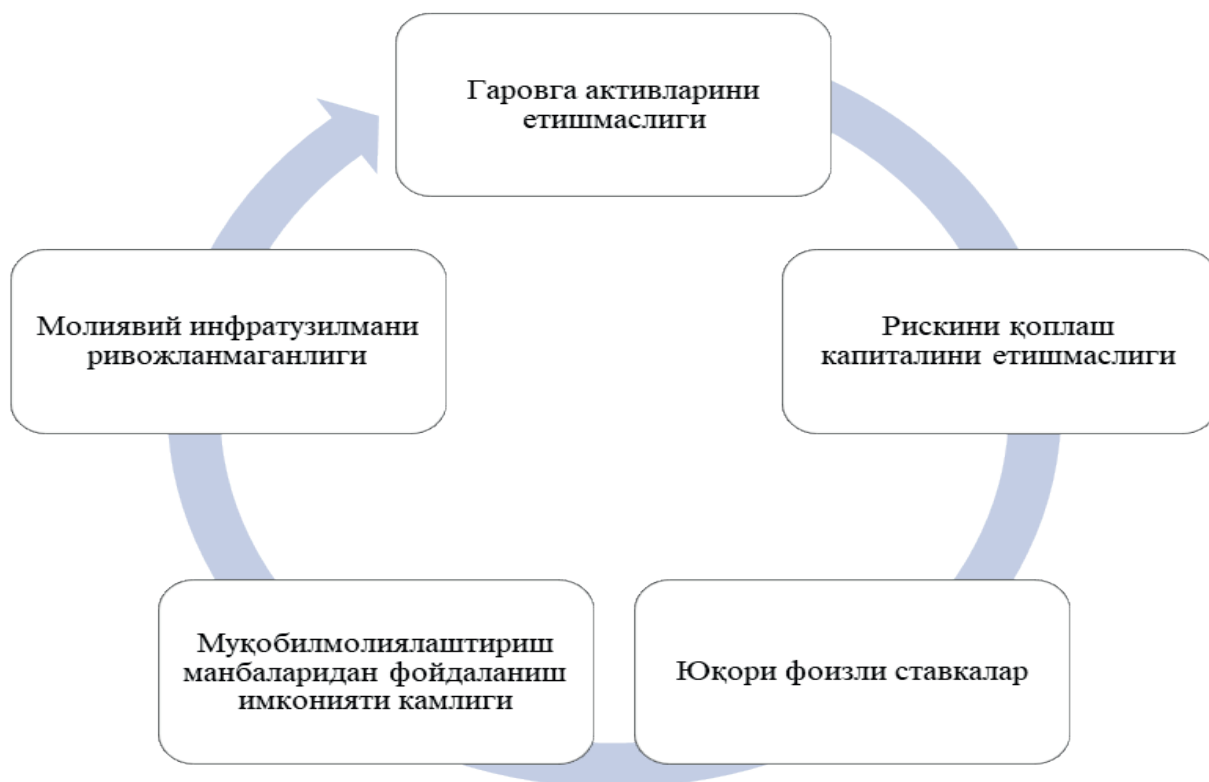 Гаровга активларини
етишмаслиги
Рискини қоплаш
капиталини етишмаслиги
Юқори фоизли ставкалар
Муқобилмолиялаштириш
манбаларидан фойдаланиш
имконияти камлиги
Молиявий инфратузилмани
ривожланмаганлиги